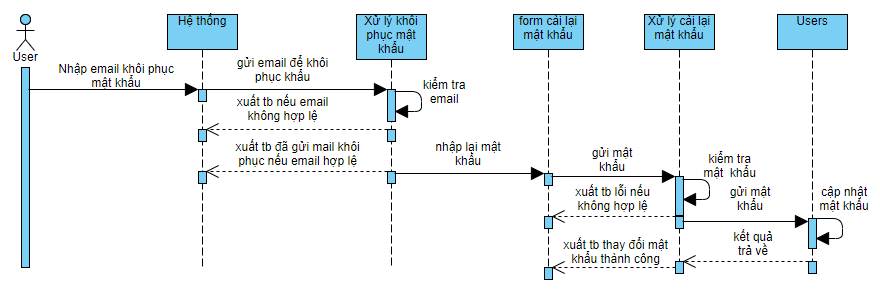 Hệ thống
Xử lý khôi
phục mật
khẩu
form cài lại
mật khẩu
Xử lý cài lại
mật khẩu
Users
User
Nhập email khôi phục
mật khẩu
gửi email để khôi
phục khẩu
kiểm tra
email
xuất tb nếu email
không hợp lệ
xuất tb đã gửi mail khôi
phục nếu email hợp lệ
nhập lại mật
khẩu
gửi mật
khẩu
kiểm tra
mật khẩu
xuất tb lỗi nếu
không hợp lệ
gửi mật
khẩu
cập nhật
mật khẩu
kết quả
trả về
xuất tb thay đổi mật
khẩu thành công